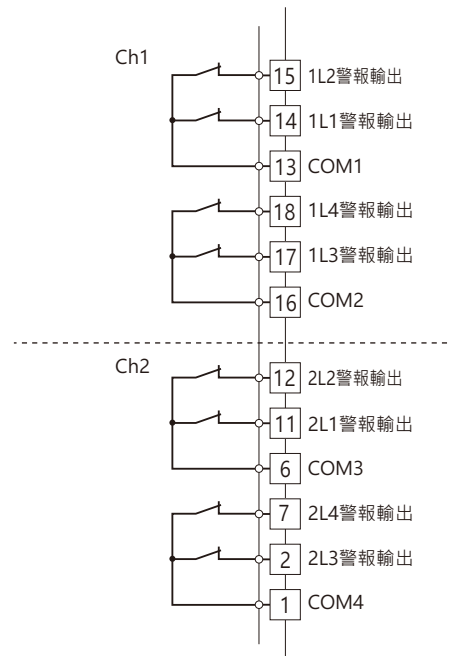 Ch1
15 1L2警報輸出
14 1L1警報輸出
13 COM1
18 1L4警報輸出
17 1L3警報輸出
16 COM2
Ch2
12 2L2警報輸出
11 2L1警報輸出
6 COM3
7 2L4警報輸出
2 2L3警報輸出
1 COM4